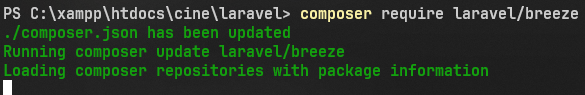 PS C:\xampp\htdocs\cine\laravel> composer require laravel/breeze
./composer.json has been updated
Running composer update laravel/breeze
Loading composer repositories with package information